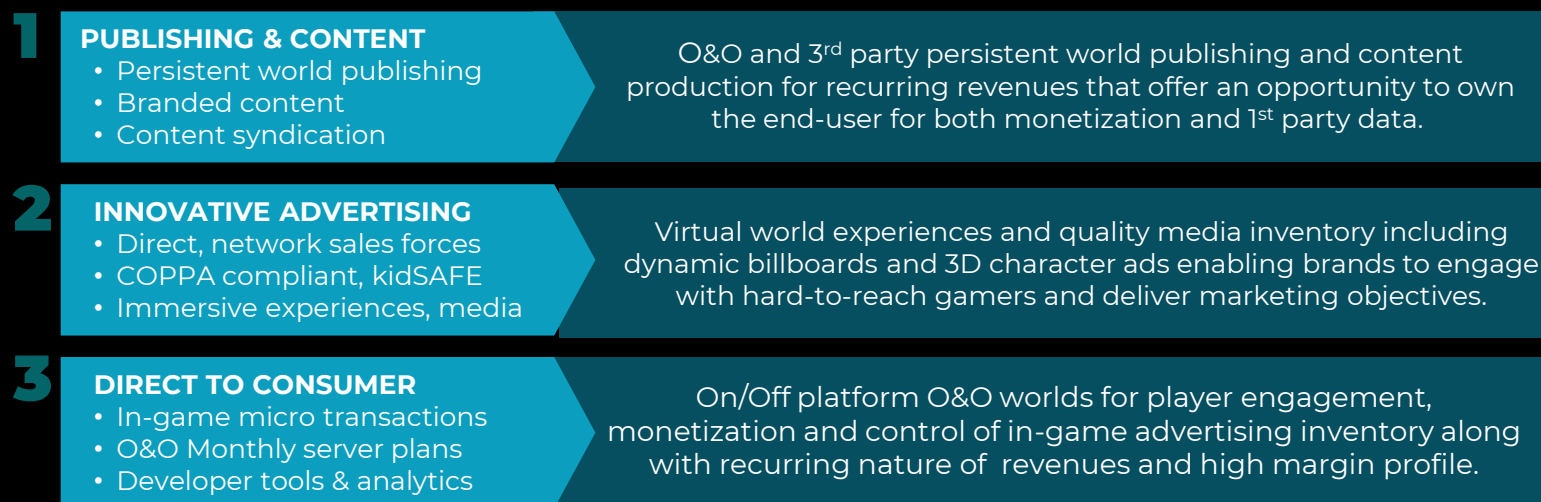 1
PUBLISHING & CONTENT
• Persistent world publishing
• Branded content
• Content syndication
O&O and 3rd party persistent world publishing and content
production for recurring revenues that offer an opportunity to own
the end-user for both monetization and 1st party data.
2
INNOVATIVE ADVERTISING
• Direct, network sales forces
• COPPA compliant, kidSAFE
• Immersive experiences, media
Virtual world experiences and quality media inventory including
dynamic billboards and 3D character ads enabling brands to engage
with hard-to-reach gamers and deliver marketing objectives.
3
DIRECT TO CONSUMER
• In-game micro transactions
• O&O Monthly server plans
• Developer tools & analytics
On/Off platform O&O worlds for player engagement,
monetization and control of in-game advertising inventory along
with recurring nature of revenues and high margin profile.